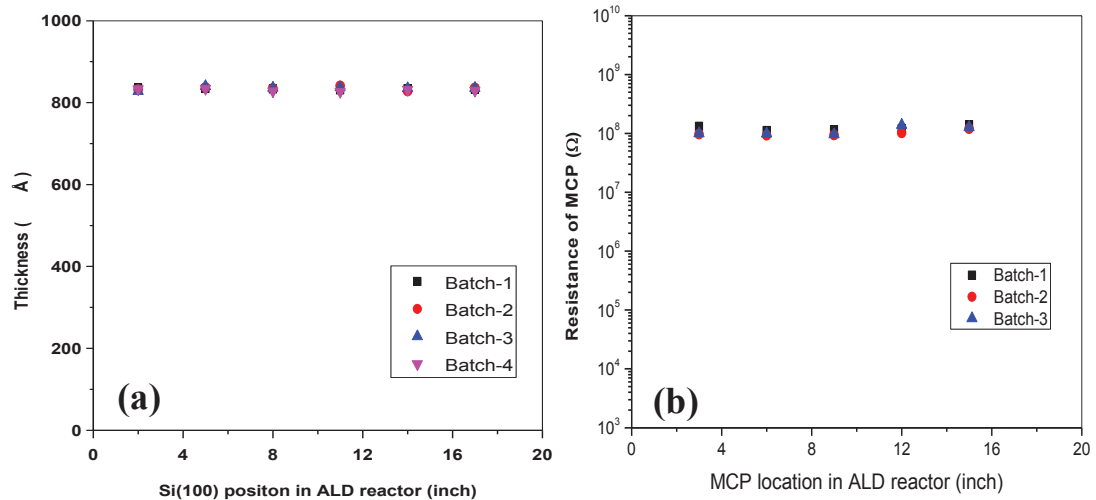 1000
800
600
400
200
0
Thickness ( Å)
Batch-1
Batch-2
Batch-3
Batch-4
(a)
0 4 8 12 16 20
Si(100) positon in ALD reactor (inch)
10^10
10^9
10^8
10^7
10^6
10^5
10^4
10^3
Resistance of MCP (Ω)
Batch-1
Batch-2
Batch-3
(b)
0 4 8 12 16 20
MCP location in ALD reactor (inch)